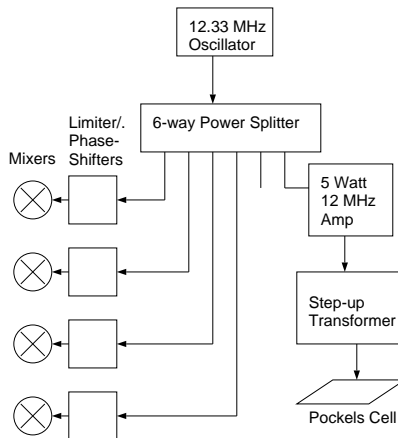 12.33 MHz
Oscillator
6-way Power Splitter
Limiter/.
Phase-
Shifters
Mixers
5 Watt
12 MHz
Amp
Step-up
Transformer
Pockels Cell